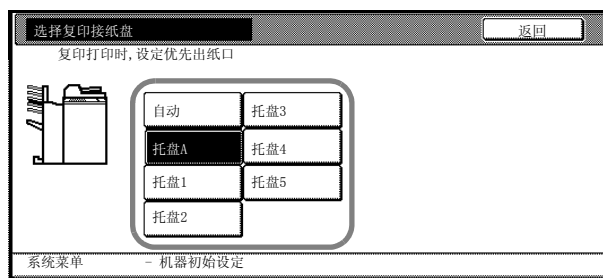 选择复印接纸盘 返回
复印打印时,设定优先出纸口
自动 托盘3
托盘A 托盘4
托盘1 托盘5
托盘2
系统菜单 - 机器初始设定